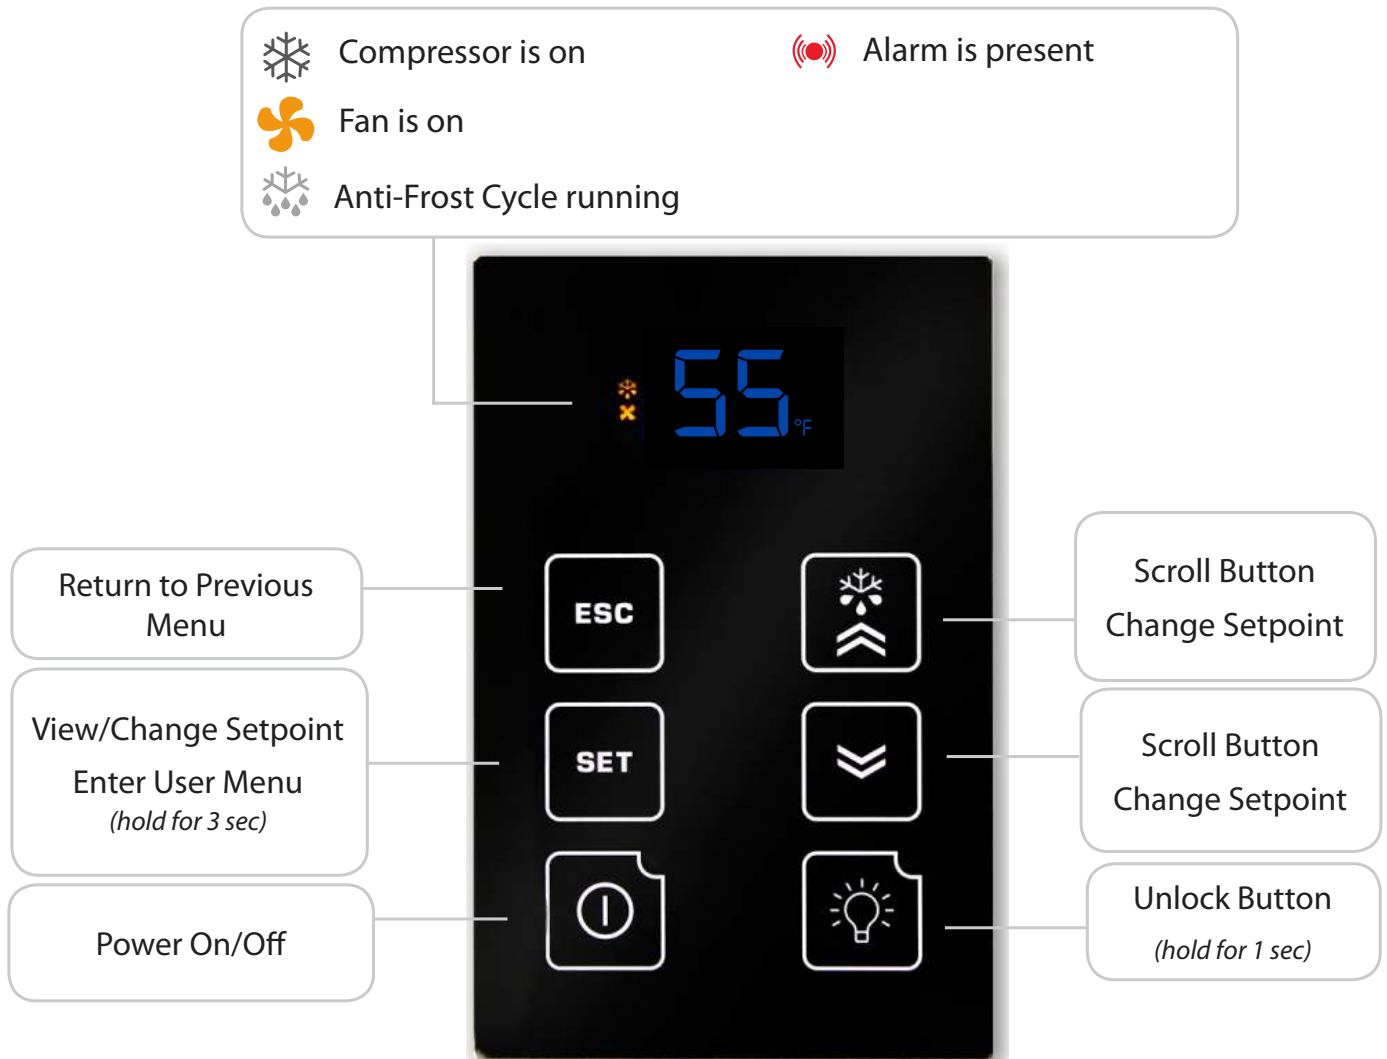 Compressor is on
Alarm is present
Fan is on
Anti-Frost Cycle running
55 °F
Return to Previous
Menu
ESC
Scroll Button
Change Setpoint
View/Change Setpoint
Enter User Menu
(hold for 3 sec)
SET
Scroll Button
Change Setpoint
Power On/Off
Unlock Button
(hold for 1 sec)